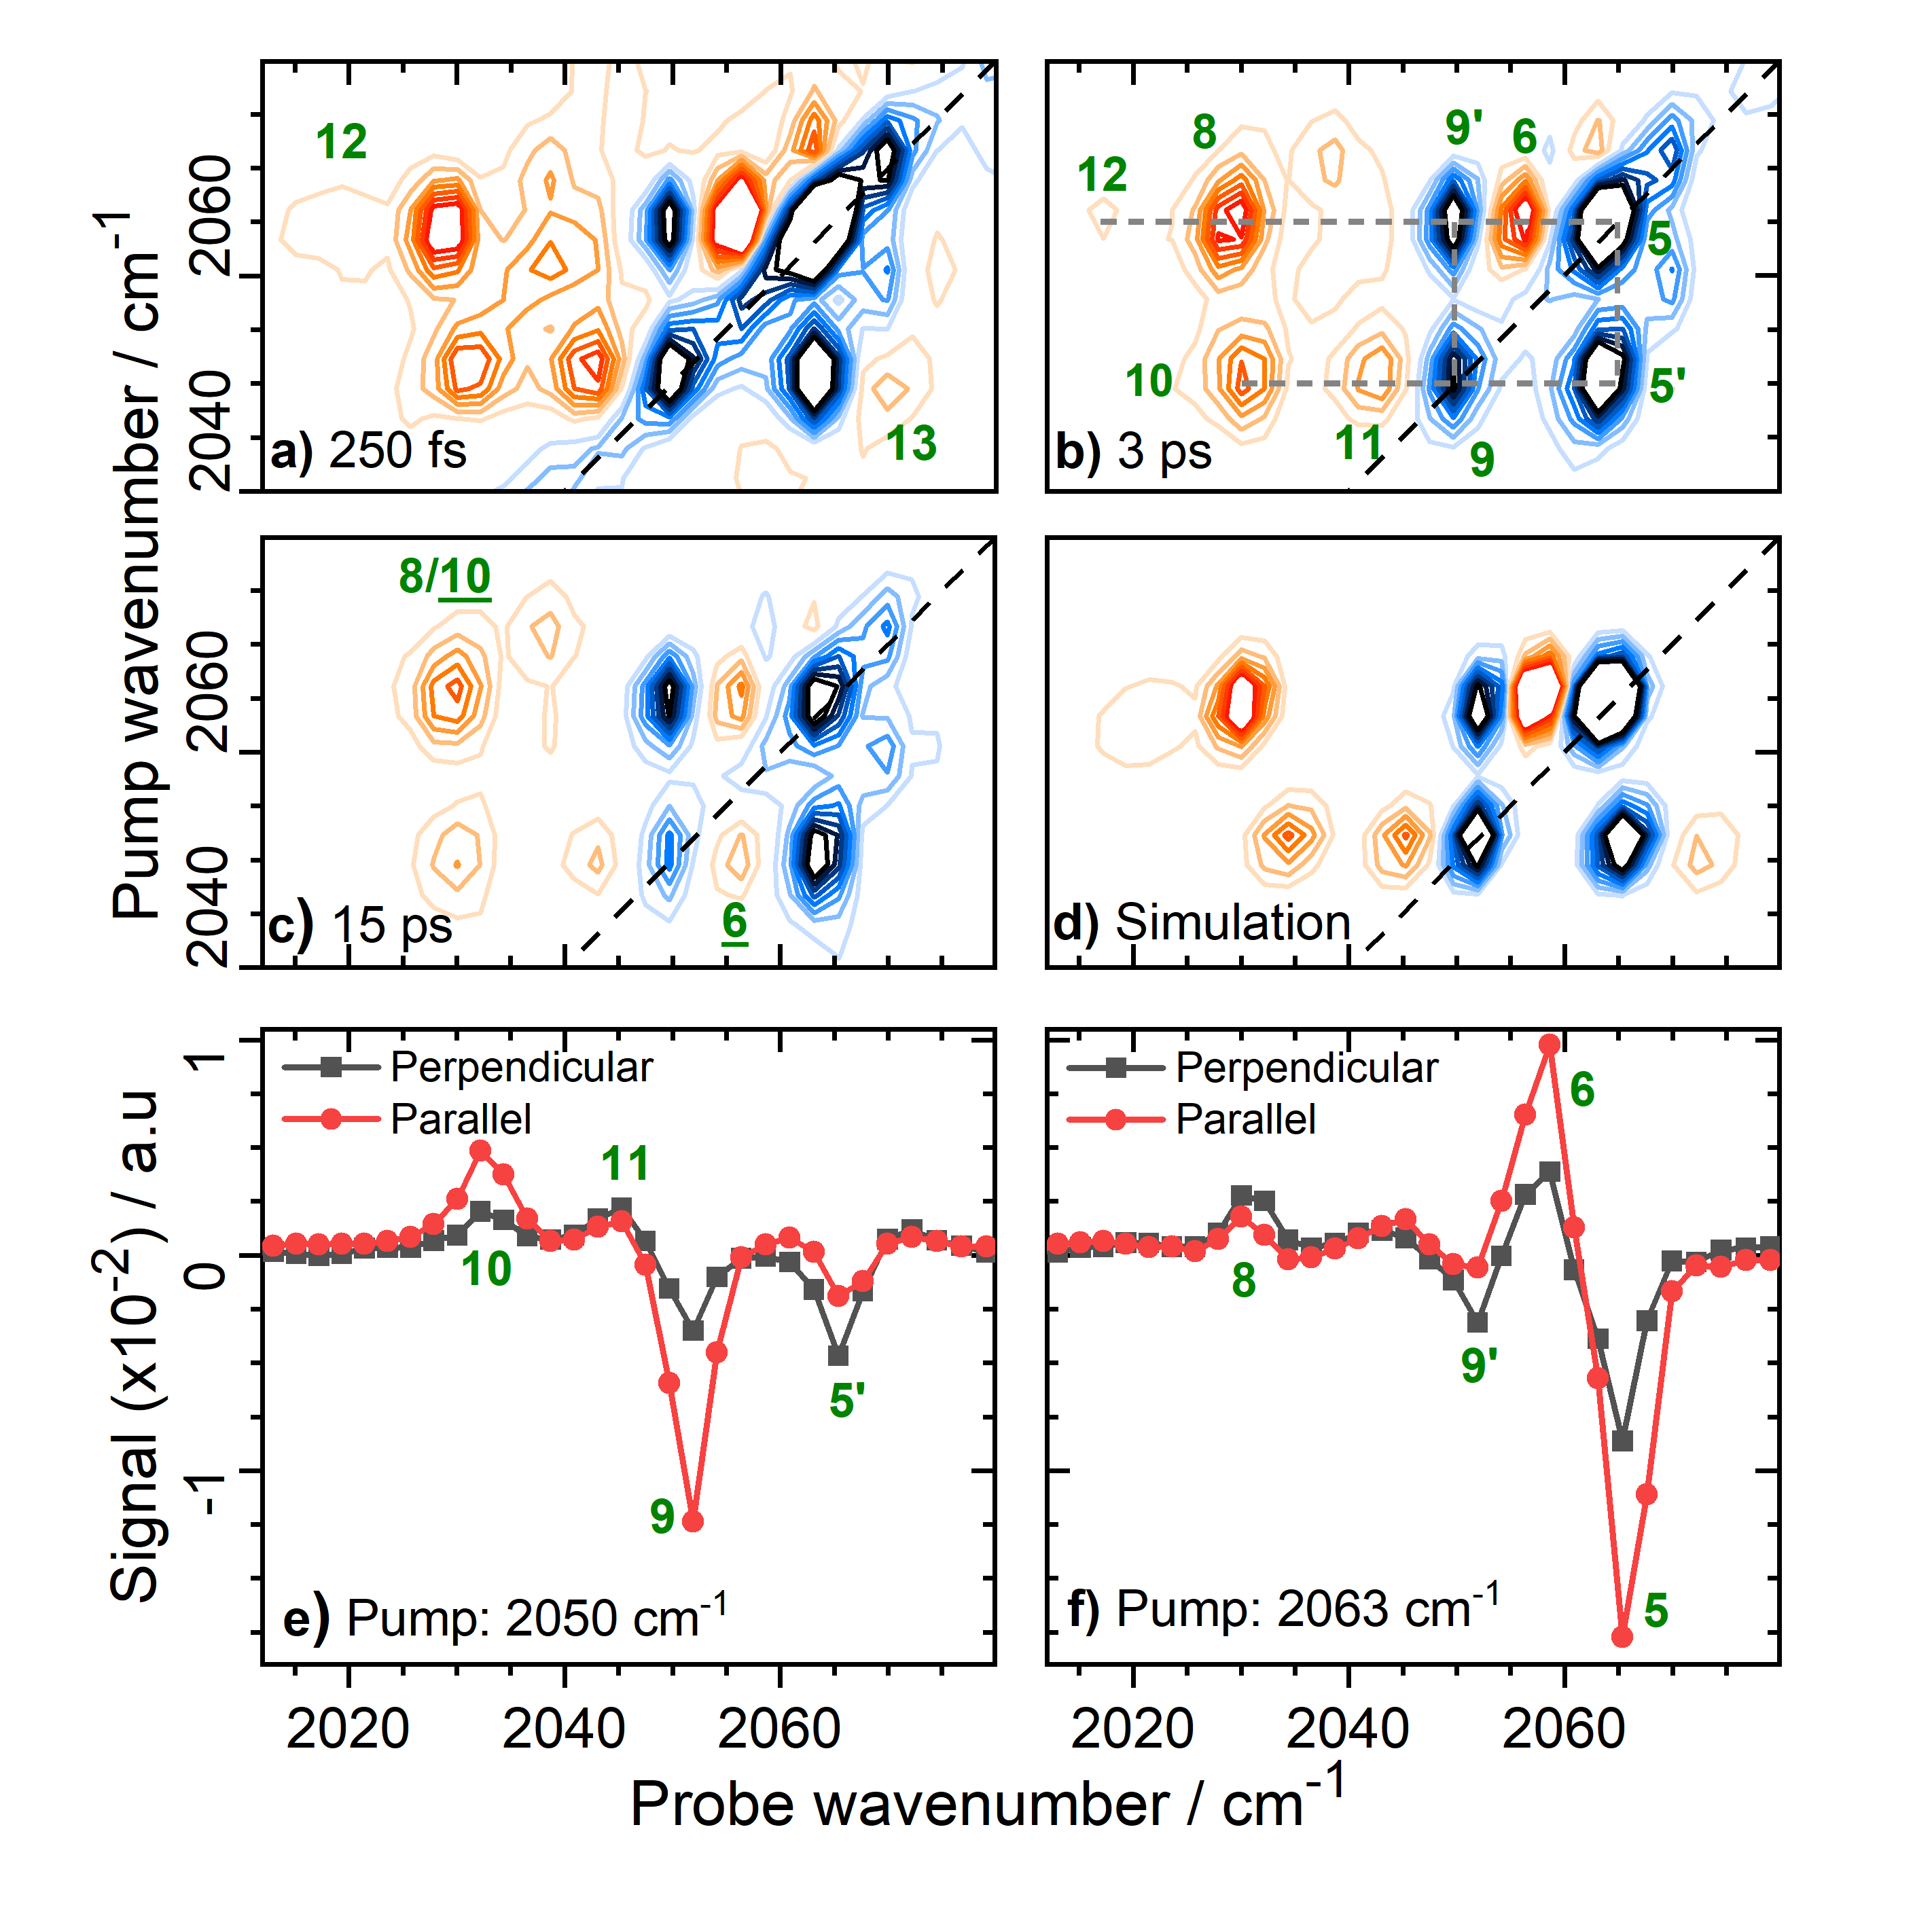 12
a) 250 fs
13
8
9'
6
12
5
10
5'
11
9
b) 3 ps
2060
2040
Pump wavenumber / cm-1
8/10
6
c) 15 ps
d) Simulation
2060
2040
Perpendicular
Parallel
11
10
5'
9
e) Pump: 2050 cm-1
Perpendicular
Parallel
6
8
9'
5
f) Pump: 2063 cm-1
1
0
-1
Signal (x10-2) / a.u
2020 2040 2060
2020 2040 2060
Probe wavenumber / cm-1